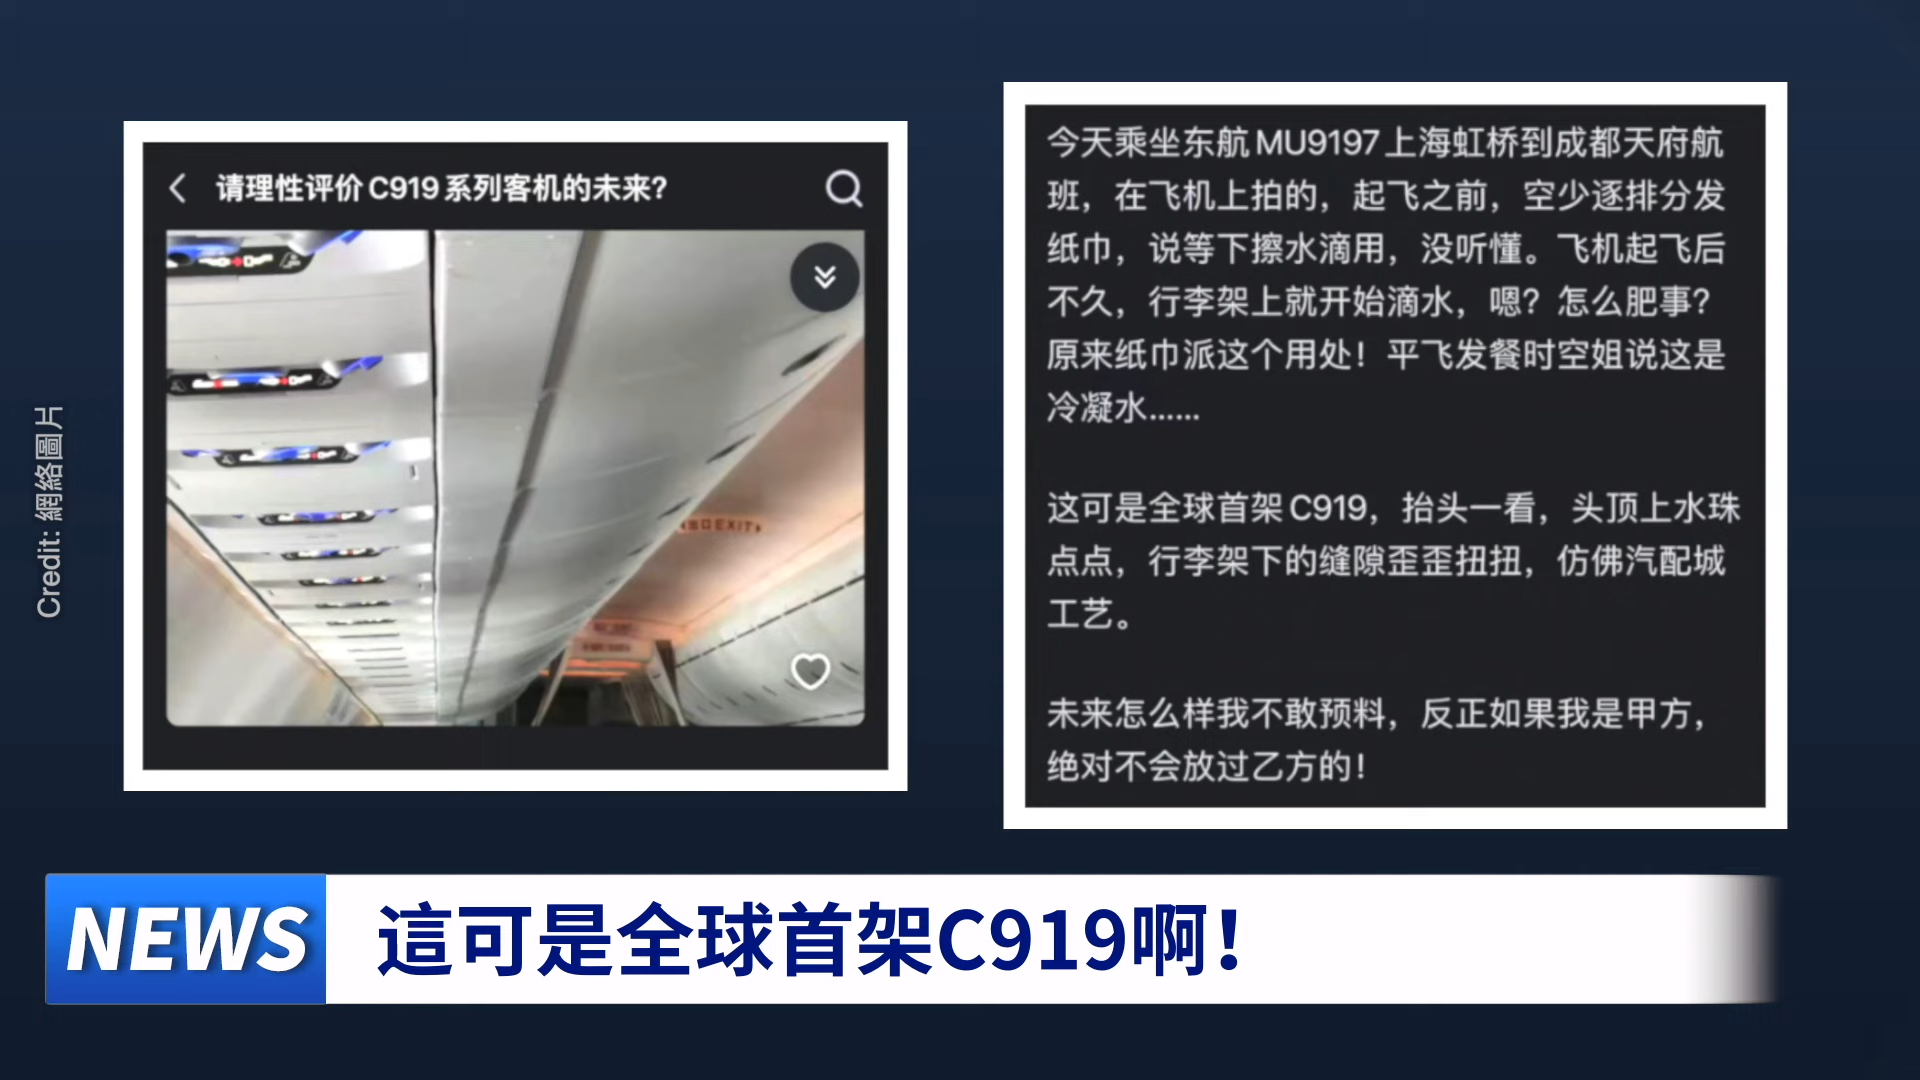 Credit: 網絡圖片
请理性评价C919系列客机的未来?
EXIT
今天乘坐东航MU9197上海虹桥到成都天府航
班，在飞机上拍的，起飞之前，空少逐排分发
纸巾，说等下擦水滴用，没听懂。飞机起飞后
不久，行李架上就开始滴水，嗯？怎么肥事？
原来纸巾派这个用处！平飞发餐时空姐说这是
冷凝水……
这可是全球首架C919，抬头一看，头顶上水珠
点点，行李架下的缝隙歪歪扭扭，仿佛汽配城
工艺。
未来怎么样我不敢预料，反正如果我是甲方，
绝对不会放过乙方的！
NEWS
這可是全球首架C919啊！